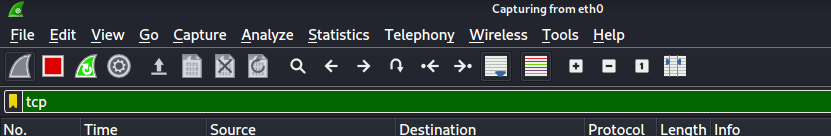 Capturing from eth0
File Edit View Go Capture Analyze Statistics Telephony Wireless Tools Help
1
tcp
No. Time Source Destination Protocol Length Info